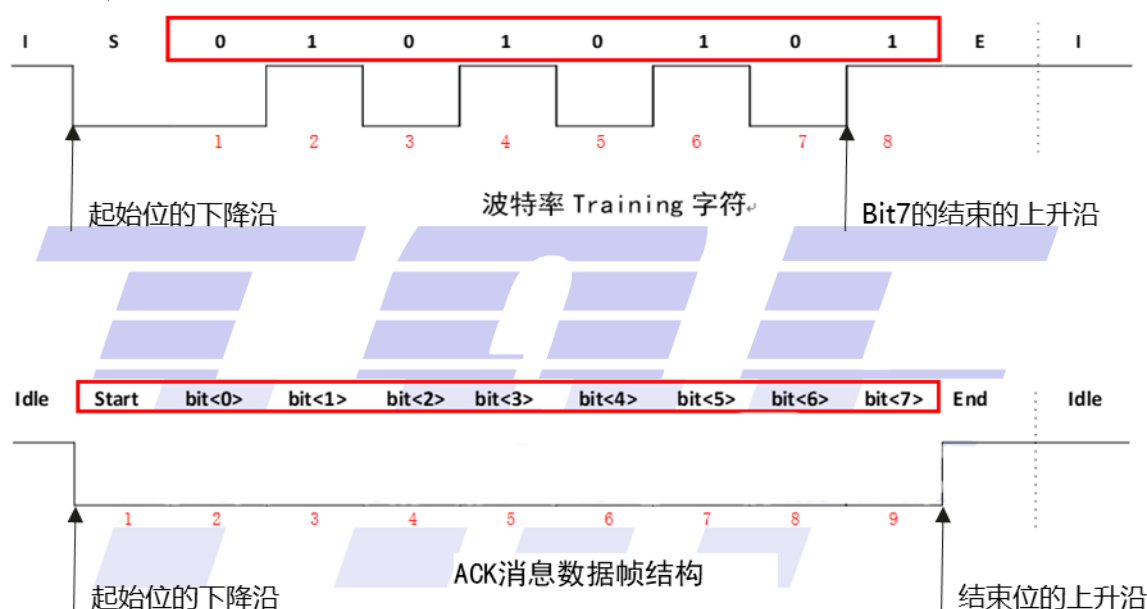 I S 0 1 0 1 0 1 0 1 E I
1 2 3 4 5 6 7 8
波特率 Training 字符
起始位的下降沿
Bit7的结束的上升沿
Idle Start bit<0> bit<1> bit<2> bit<3> bit<4> bit<5> bit<6> bit<7> End Idle
1 2 3 4 5 6 7 8 9
ACK消息数据帧结构
起始位的下降沿
结束位的上升沿